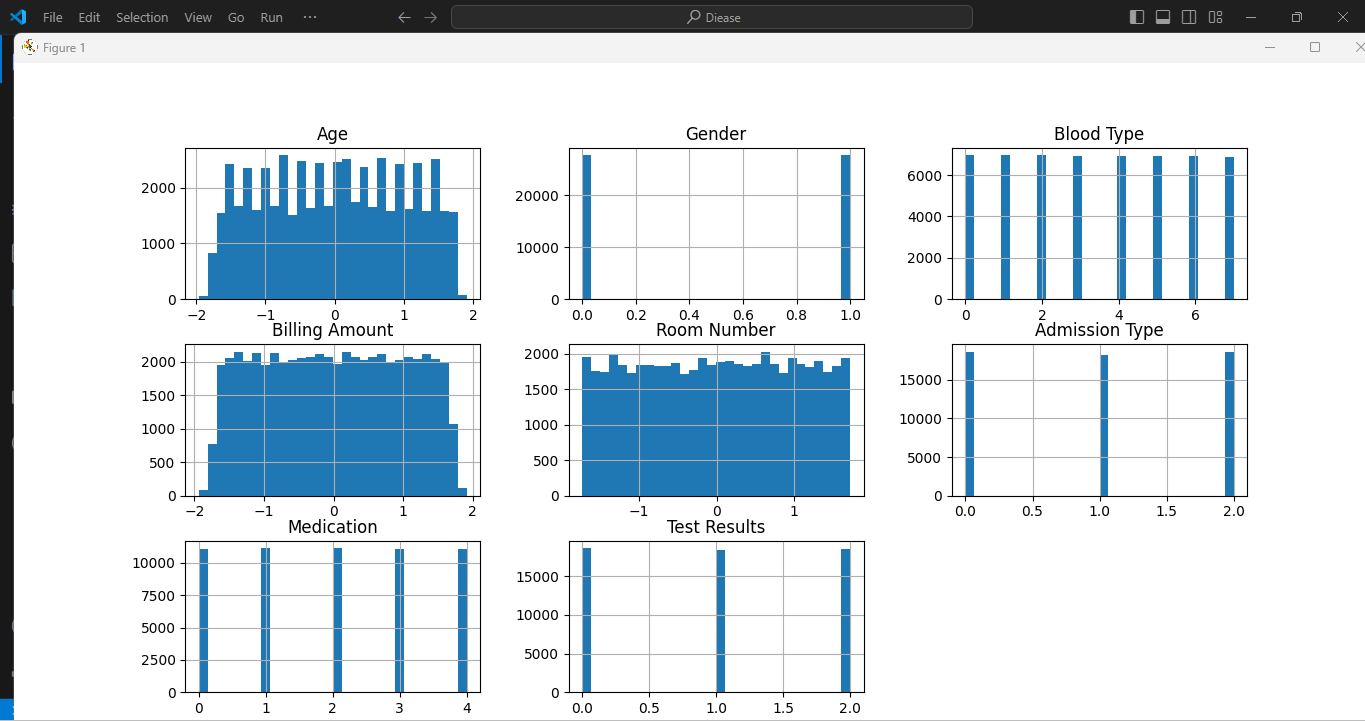 File Edit Selection View Go Run ··· ← → Diease
Figure 1
Age Gender Blood Type
2000
1000
0
−2 −1 0 1 2
20000
10000
0
0.0 0.2 0.4 0.6 0.8 1.0
6000
4000
2000
0
0 2 4 6
Billing Amount Room Number Admission Type
2000
1500
1000
500
0
−2 −1 0 1 2
2000
1500
1000
500
0
−1 0 1
15000
10000
5000
0
0.0 0.5 1.0 1.5 2.0
Medication Test Results
10000
7500
5000
2500
0
0 1 2 3 4
15000
10000
5000
0
0.0 0.5 1.0 1.5 2.0